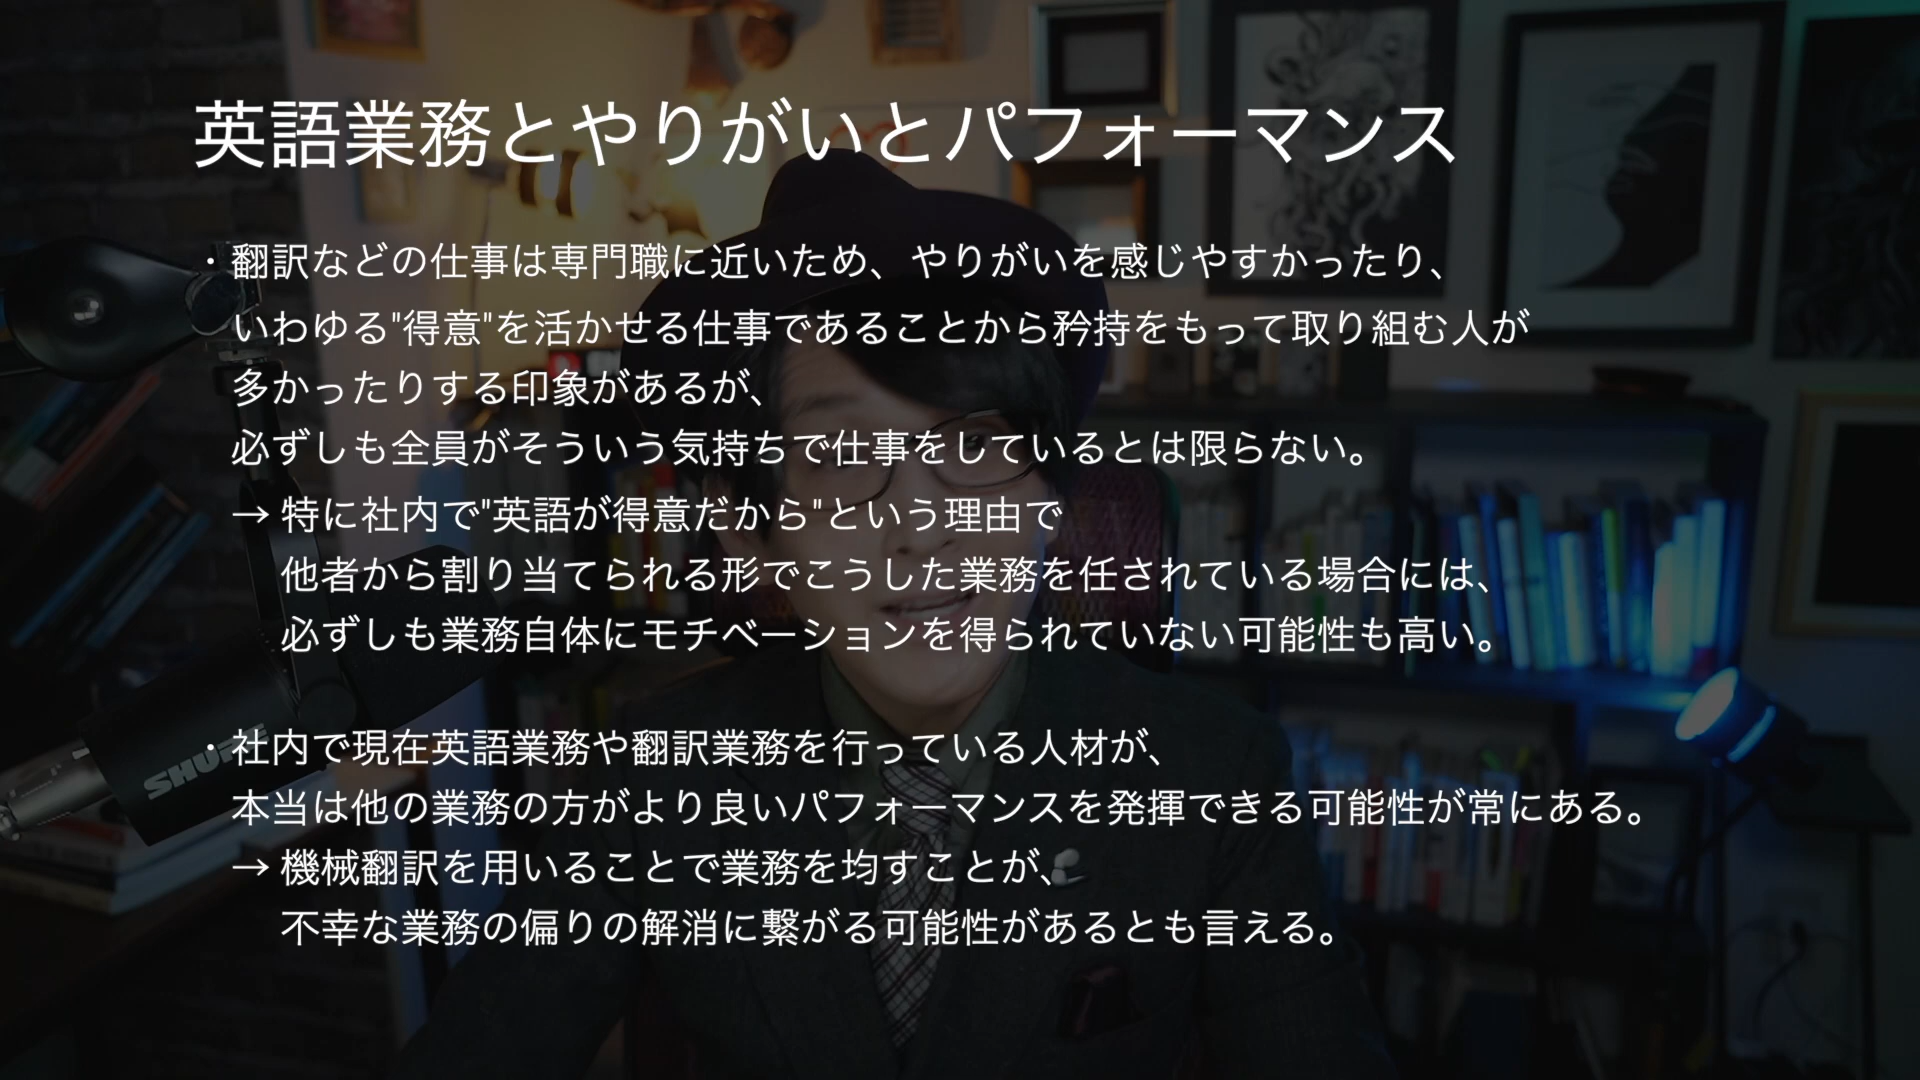 英語業務とやりがいとパフォーマンス
・翻訳などの仕事は専門職に近いため、やりがいを感じやすかったり、
いわゆる"得意"を活かせる仕事であることから矜持をもって取り組む人が
多かったりする印象があるが、
必ずしも全員がそういう気持ちで仕事をしているとは限らない。
→ 特に社内で"英語が得意だから"という理由で
他者から割り当てられる形でこうした業務を任されている場合には、
必ずしも業務自体にモチベーションを得られていない可能性も高い。
・社内で現在英語業務や翻訳業務を行っている人材が、
本当は他の業務の方がより良いパフォーマンスを発揮できる可能性が常にある。
→ 機械翻訳を用いることで業務を均すことが、
不幸な業務の偏りの解消に繋がる可能性があるとも言える。
SHURE